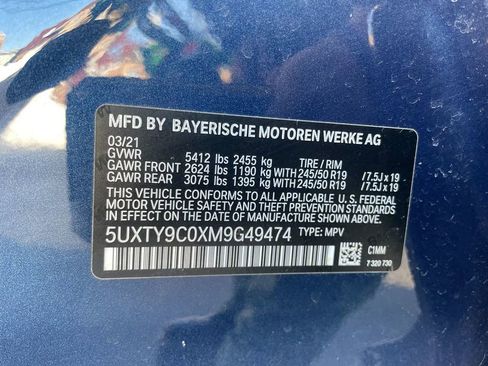 MFD BY BAYERISCHE MOTOREN WERKE AG
03/21
GVWR 5412 lbs 2455 kg TIRE / RIM
GAWR FRONT 2624 lbs 1190 kg WITH 245/50 R19 / 7.5J x 19
GAWR REAR 3075 lbs 1395 kg WITH 245/50 R19 / 7.5J x 19
THIS VEHICLE CONFORMS TO ALL APPLICABLE U.S. FEDERAL
MOTOR VEHICLE SAFETY, BUMPER, AND THEFT PREVENTION STANDARDS
IN EFFECT ON THE DATE OF MANUFACTURE SHOWN ABOVE.
5UXTY9C0XM9G49474 TYPE: MPV
C1MM
7 320 730